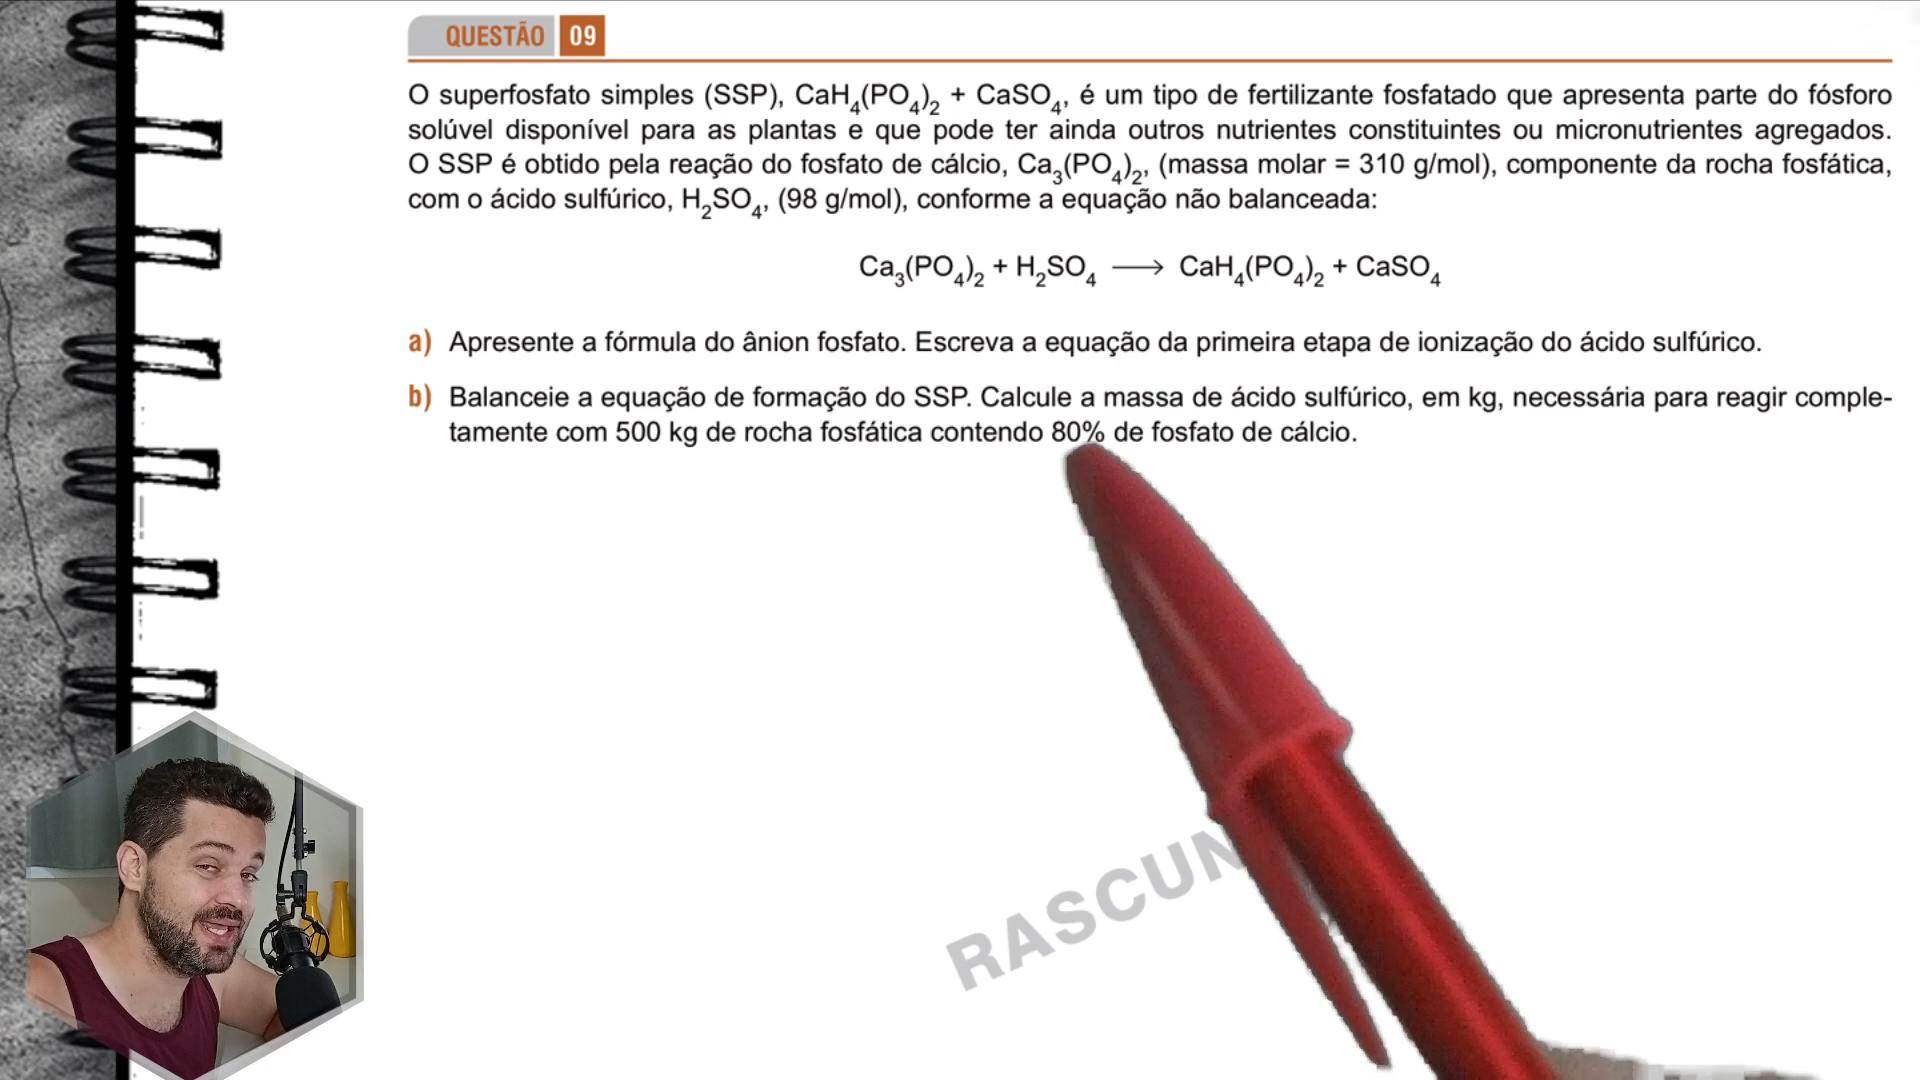 QUESTÃO 09
O superfosfato simples (SSP), CaH₄(PO₄)₂ + CaSO₄, é um tipo de fertilizante fosfatado que apresenta parte do fósforo
solúvel disponível para as plantas e que pode ter ainda outros nutrientes constituintes ou micronutrientes agregados.
O SSP é obtido pela reação do fosfato de cálcio, Ca₃(PO₄)₂, (massa molar = 310 g/mol), componente da rocha fosfática,
com o ácido sulfúrico, H₂SO₄, (98 g/mol), conforme a equação não balanceada:
Ca₃(PO₄)₂ + H₂SO₄ ⟶ CaH₄(PO₄)₂ + CaSO₄
a) Apresente a fórmula do ânion fosfato. Escreva a equação da primeira etapa de ionização do ácido sulfúrico.
b) Balanceie a equação de formação do SSP. Calcule a massa de ácido sulfúrico, em kg, necessária para reagir comple-
tamente com 500 kg de rocha fosfática contendo 80% de fosfato de cálcio.
RASCUN